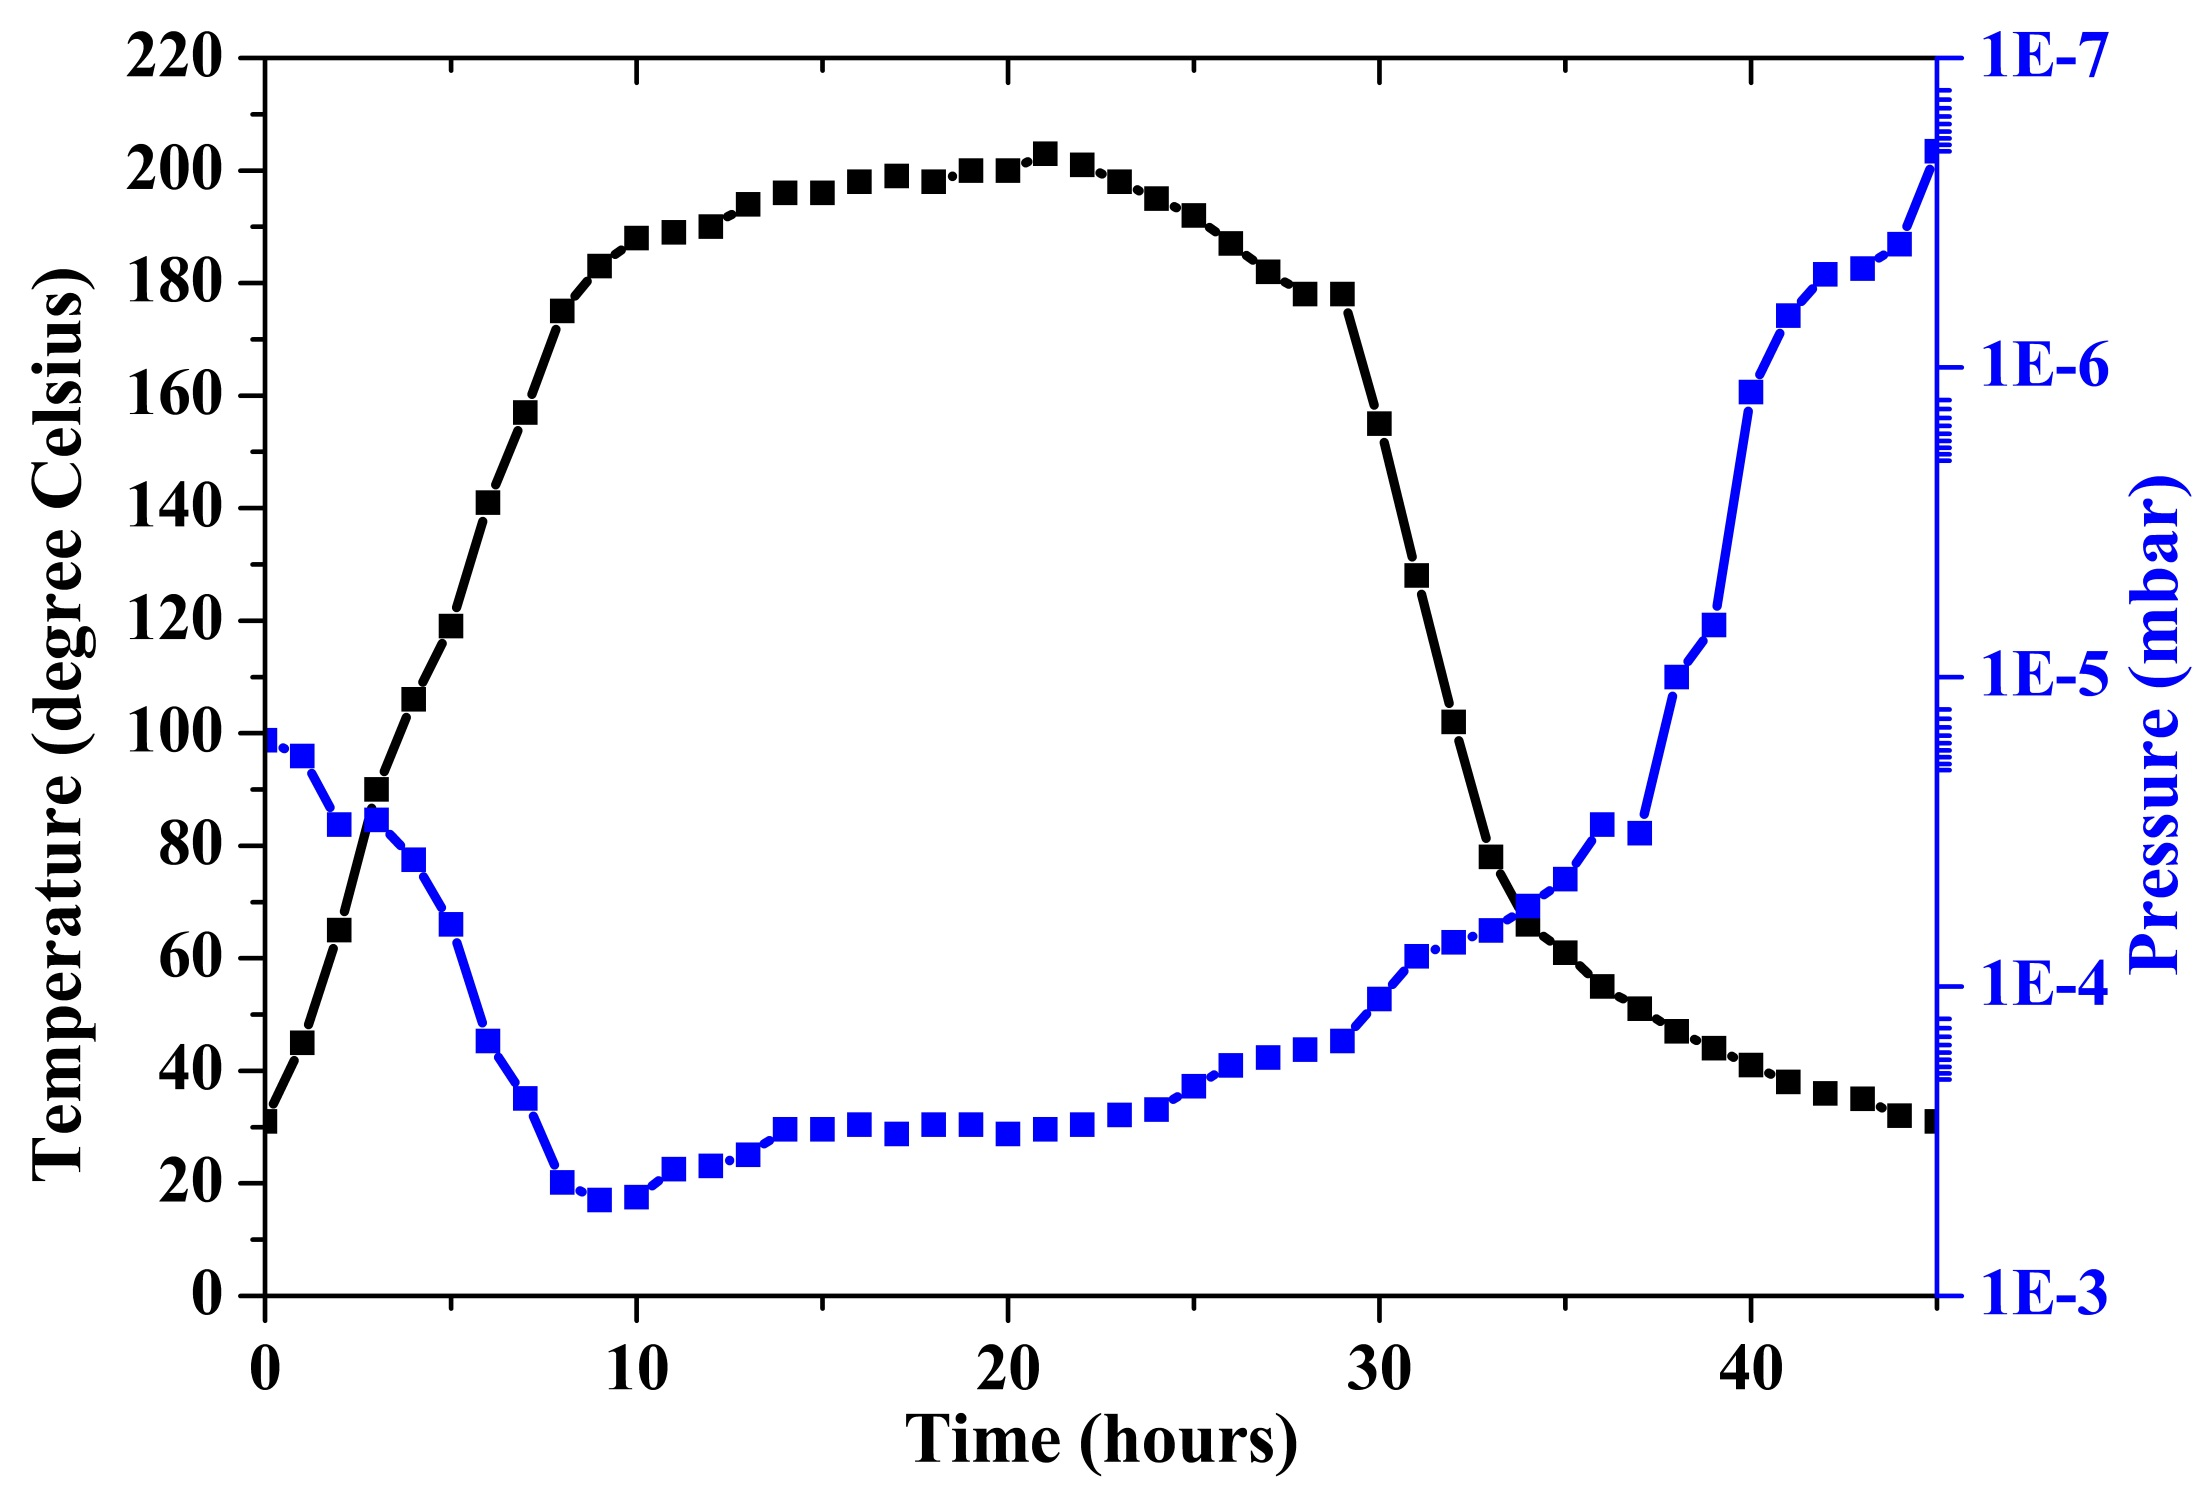 Temperature (degree Celsius)
220
200
180
160
140
120
100
80
60
40
20
0
1E-7
1E-6
1E-5
1E-4
1E-3
Pressure (mbar)
0 10 20 30 40
Time (hours)